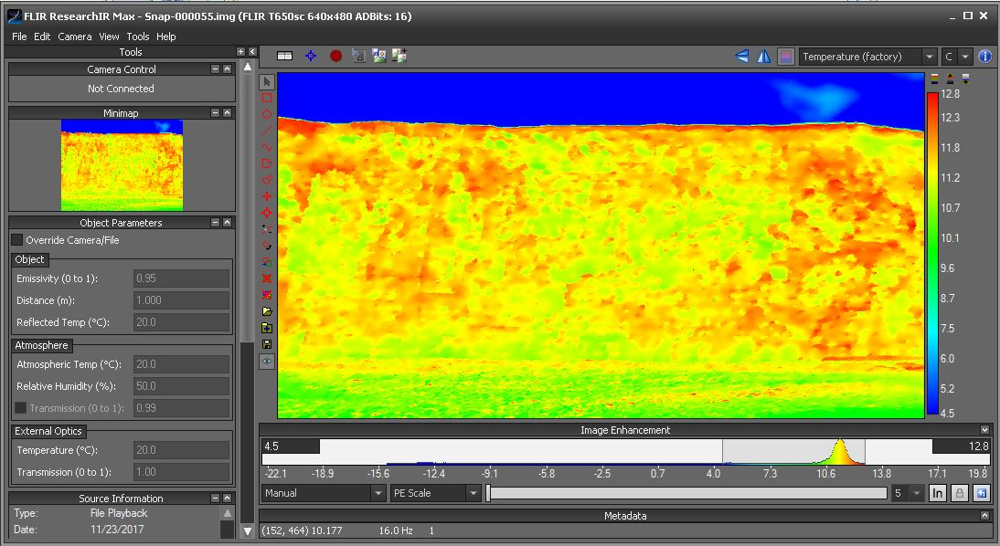 FLIR ResearchIR Max - Snap-000055.img (FLIR T650sc 640x480 ADBits: 16)
File Edit Camera View Tools Help
Tools
Camera Control
Not Connected
Minimap
Object Parameters
Override Camera/File
Object
Emissivity (0 to 1): 0.95
Distance (m): 1.000
Reflected Temp (°C): 20.0
Atmosphere
Atmospheric Temp (°C): 20.0
Relative Humidity (%): 50.0
Transmission (0 to 1): 0.99
External Optics
Temperature (°C): 20.0
Transmission (0 to 1): 1.00
Source Information
Type: File Playback
Date: 11/23/2017
Temperature (factory) C
12.8
12.3
11.8
11.2
10.7
10.1
9.6
8.7
7.5
6.0
5.2
4.5
Image Enhancement
4.5 12.8
-22.1 -18.9 -15.6 -12.4 -9.1 -5.8 -2.5 0.7 4.0 7.3 10.6 13.8 17.1 19.8
Manual PE Scale 5 In
Metadata
(152, 464) 10.177 16.0 Hz 1